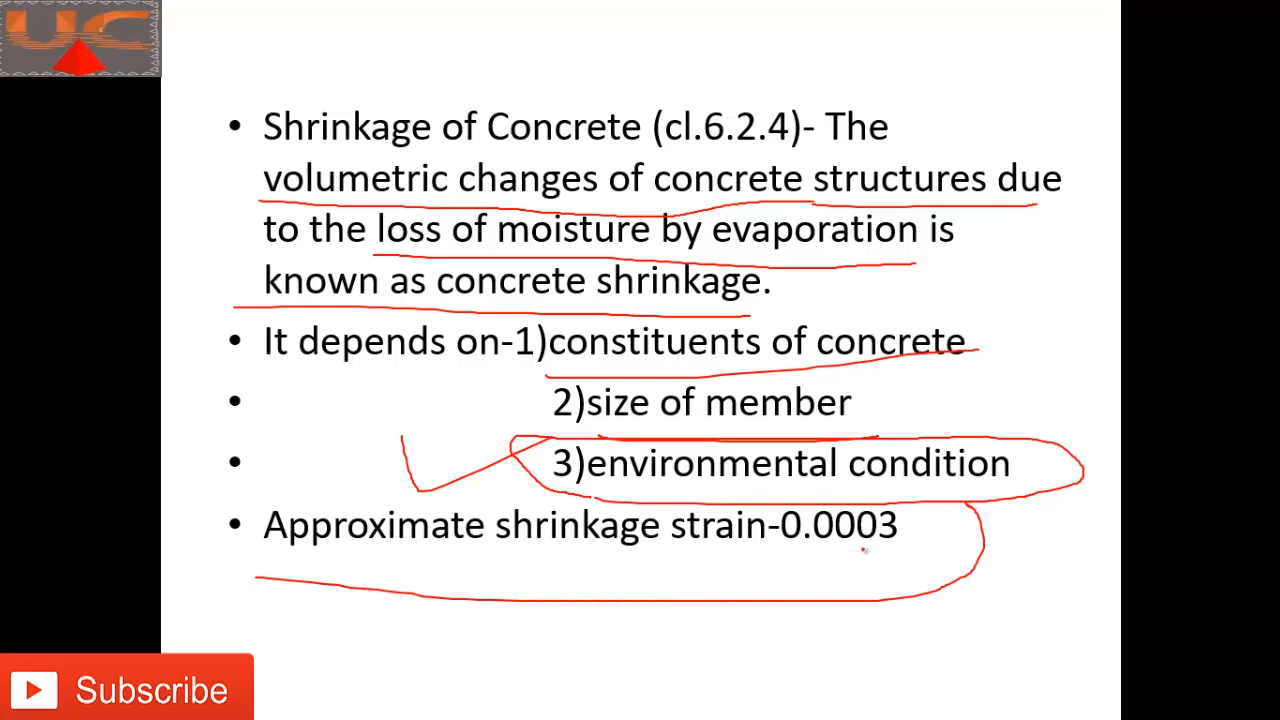 UC
• Shrinkage of Concrete (cl.6.2.4)- The
volumetric changes of concrete structures due
to the loss of moisture by evaporation is
known as concrete shrinkage.
• It depends on-1)constituents of concrete
• 2)size of member
• 3)environmental condition
• Approximate shrinkage strain-0.0003
Subscribe